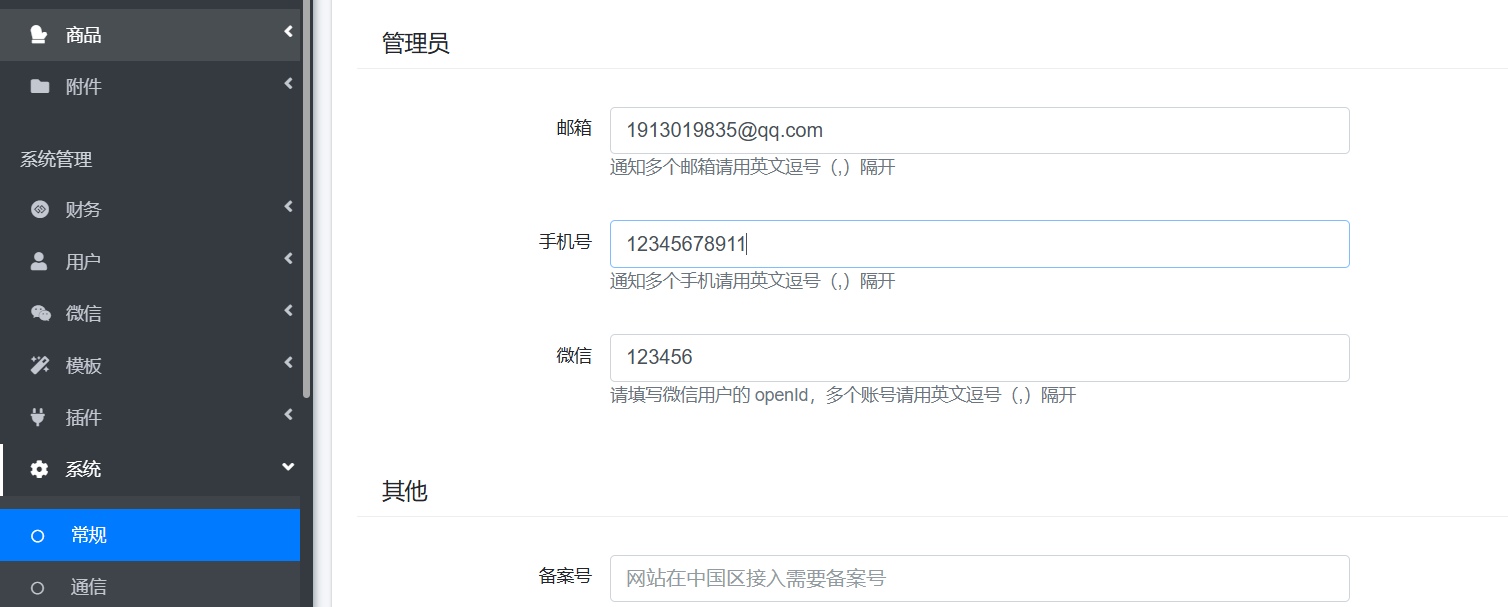 商品
附件
系统管理
财务
用户
微信
模板
插件
系统
常规
通信
管理员
邮箱
1913019835@qq.com
通知多个邮箱请用英文逗号（,）隔开
手机号
12345678911
通知多个手机请用英文逗号（,）隔开
微信
123456
请填写微信用户的 openId，多个账号请用英文逗号（,）隔开
其他
备案号
网站在中国区接入需要备案号